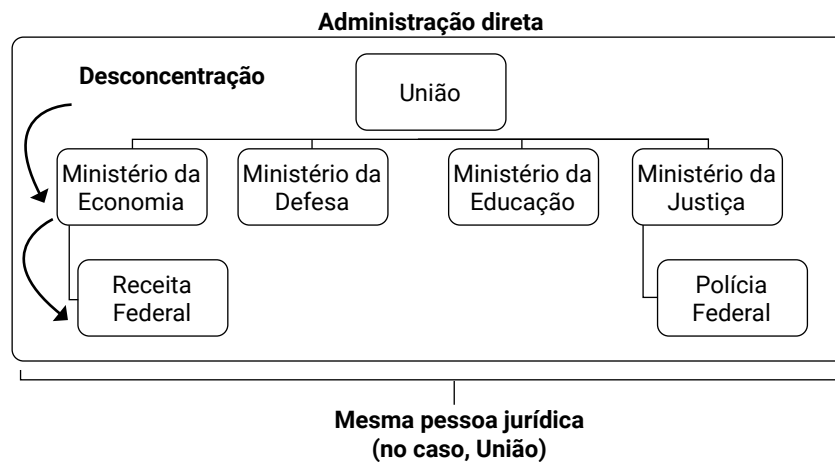 Administração direta
Desconcentração
União
Ministério da
Economia
Ministério da
Defesa
Ministério da
Educação
Ministério da
Justiça
Receita
Federal
Polícia
Federal
Mesma pessoa jurídica
(no caso, União)